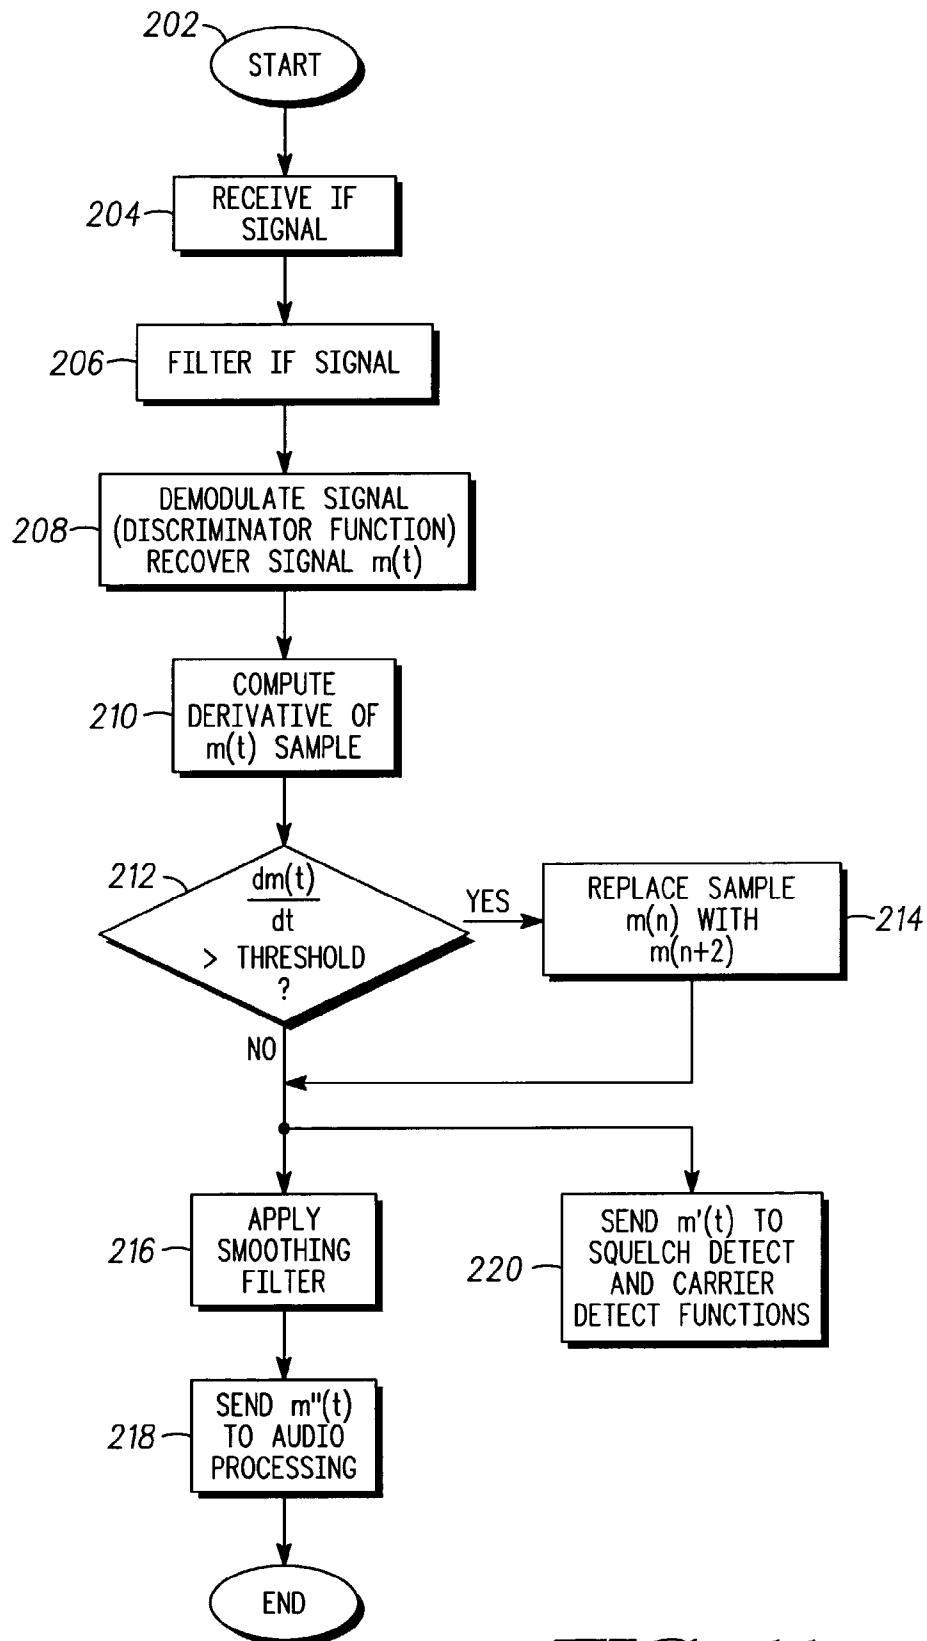 202
START
204
RECEIVE IF
SIGNAL
206
FILTER IF SIGNAL
208
DEMODULATE SIGNAL
(DISCRIMINATOR FUNCTION)
RECOVER SIGNAL m(t)
210
COMPUTE
DERIVATIVE OF
m(t) SAMPLE
212
dm(t)
dt
> THRESHOLD
?
YES
REPLACE SAMPLE
m(n) WITH
m(n+2)
214
NO
216
APPLY
SMOOTHING
FILTER
220
SEND m'(t) TO
SQUELCH DETECT
AND CARRIER
DETECT FUNCTIONS
218
SEND m"(t)
TO AUDIO
PROCESSING
END